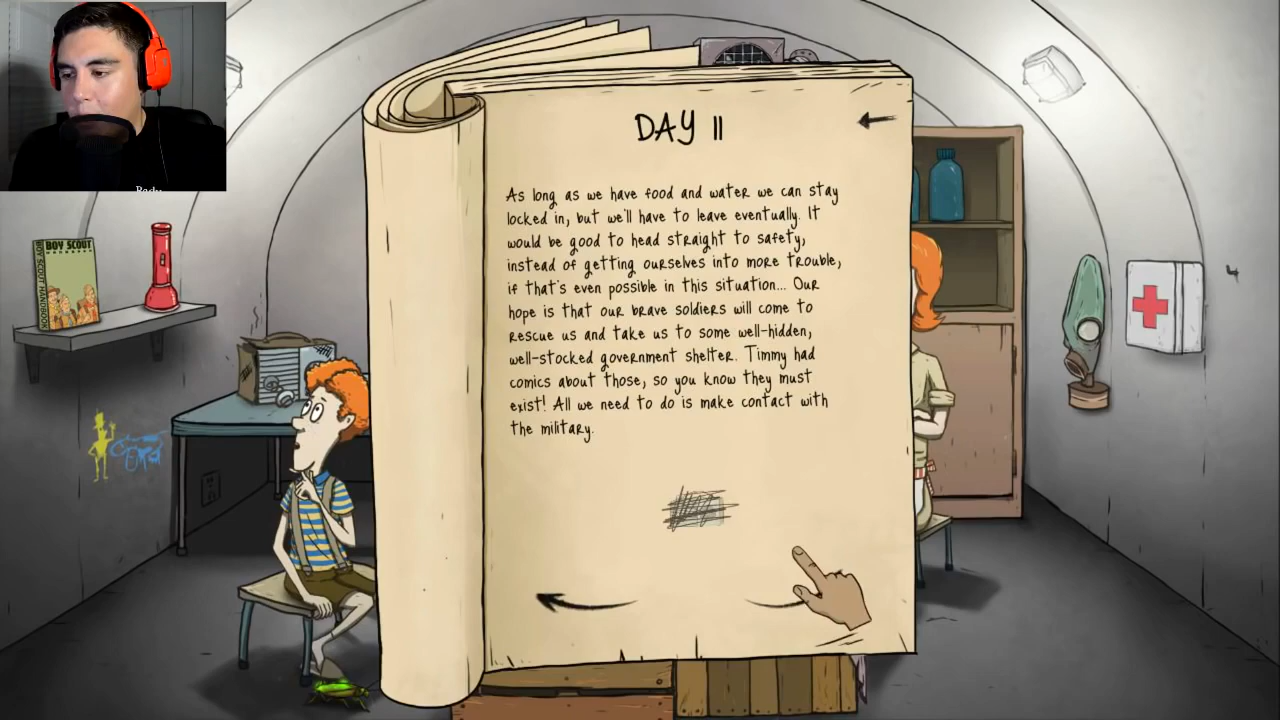 DAY 11
As long as we have food and water we can stay
locked in, but we'll have to leave eventually. It
would be good to head straight to safety,
instead of getting ourselves into more trouble,
if that's even possible in this situation... Our
hope is that our brave soldiers will come to
rescue us and take us to some well-hidden,
well-stocked government shelter. Timmy had
comics about those, so you know they must
exist! All we need to do is make contact with
the military.
BOY SCOUT
BOY SCOUT HANDBOOK